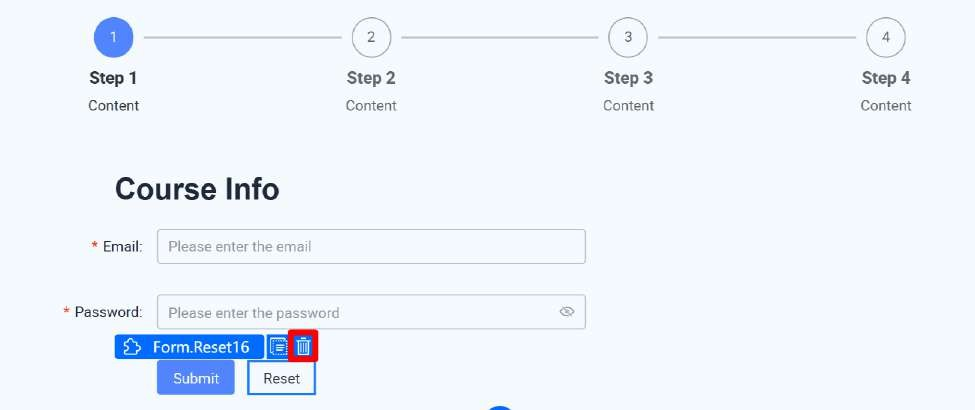 1 2 3 4
Step 1 Step 2 Step 3 Step 4
Content Content Content Content
Course Info
* Email: Please enter the email
* Password: Please enter the password
Form.Reset16
Submit Reset